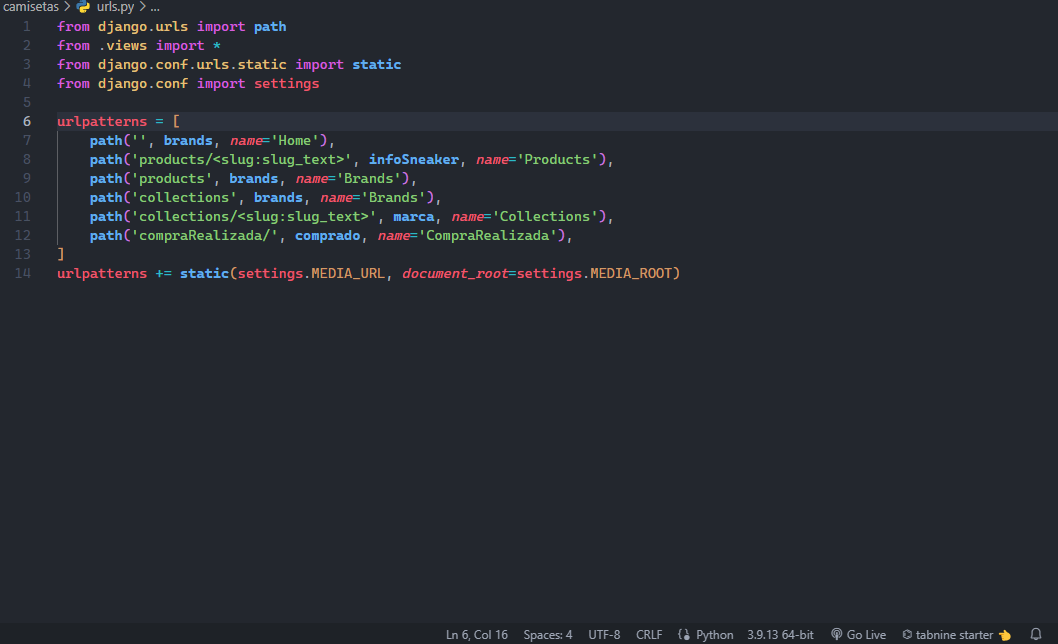 camisetas > urls.py > ...
1 from django.urls import path
2 from .views import *
3 from django.conf.urls.static import static
4 from django.conf import settings
5
6 urlpatterns = [
7     path('', brands, name='Home'),
8     path('products/<slug:slug_text>', infoSneaker, name='Products'),
9     path('products', brands, name='Brands'),
10     path('collections', brands, name='Brands'),
11     path('collections/<slug:slug_text>', marca, name='Collections'),
12     path('compraRealizada/', comprado, name='CompraRealizada'),
13 ]
14 urlpatterns += static(settings.MEDIA_URL, document_root=settings.MEDIA_ROOT)
Ln 6, Col 16 Spaces: 4 UTF-8 CRLF Python 3.9.13 64-bit Go Live tabnine starter